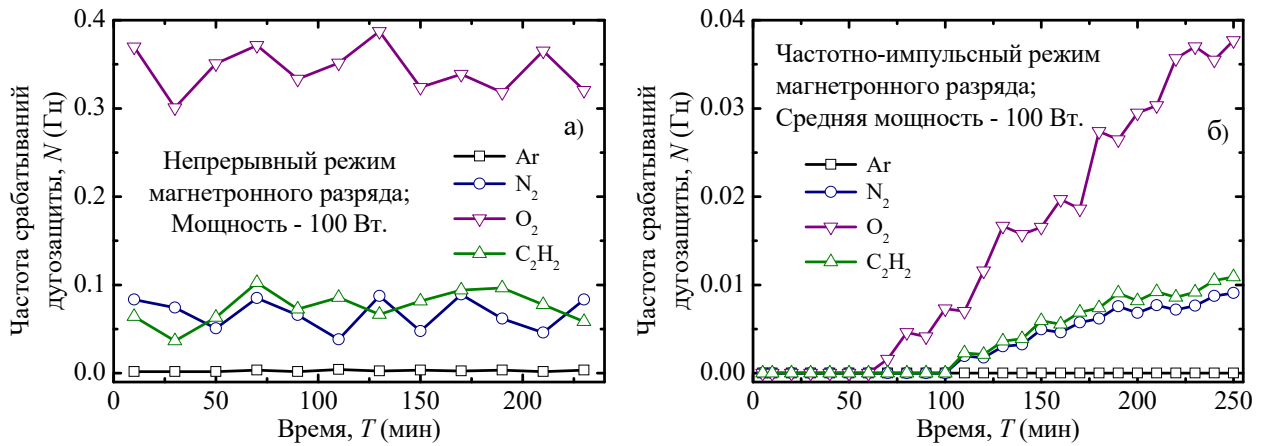 Частота срабатываний
дугозащиты, N (Гц)
0.4
0.3
0.2
0.1
0.0
а)
Непрерывный режим
магнетронного разряда;
Мощность - 100 Вт.
Ar
N₂
O₂
C₂H₂
0 50 100 150 200
Время, T (мин)
Частота срабатываний
дугозащиты, N (Гц)
0.04
0.03
0.02
0.01
0.00
Частотно-импульсный режим
магнетронного разряда;
Средняя мощность - 100 Вт.
б)
Ar
N₂
O₂
C₂H₂
0 50 100 150 200 250
Время, T (мин)